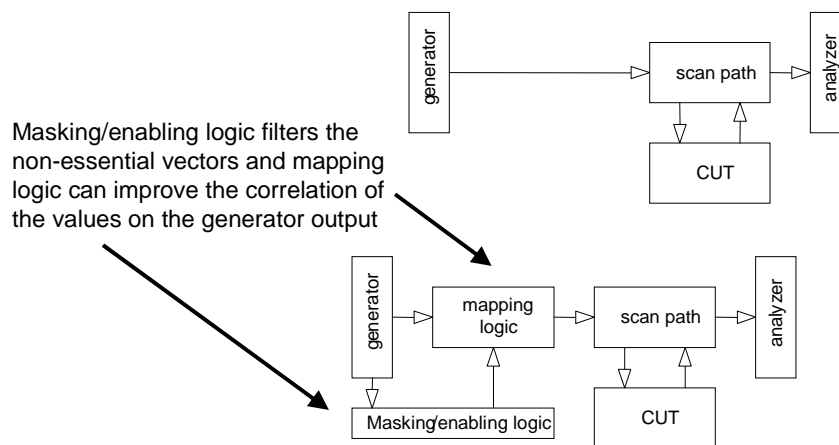 generator
scan path
analyzer
CUT
Masking/enabling logic filters the
non-essential vectors and mapping
logic can improve the correlation of
the values on the generator output
generator
mapping
logic
scan path
analyzer
Masking/enabling logic
CUT